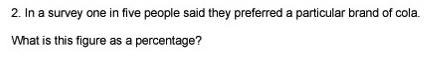 2. In a survey one in five people said they preferred a particular brand of cola.
What is this figure as a percentage?